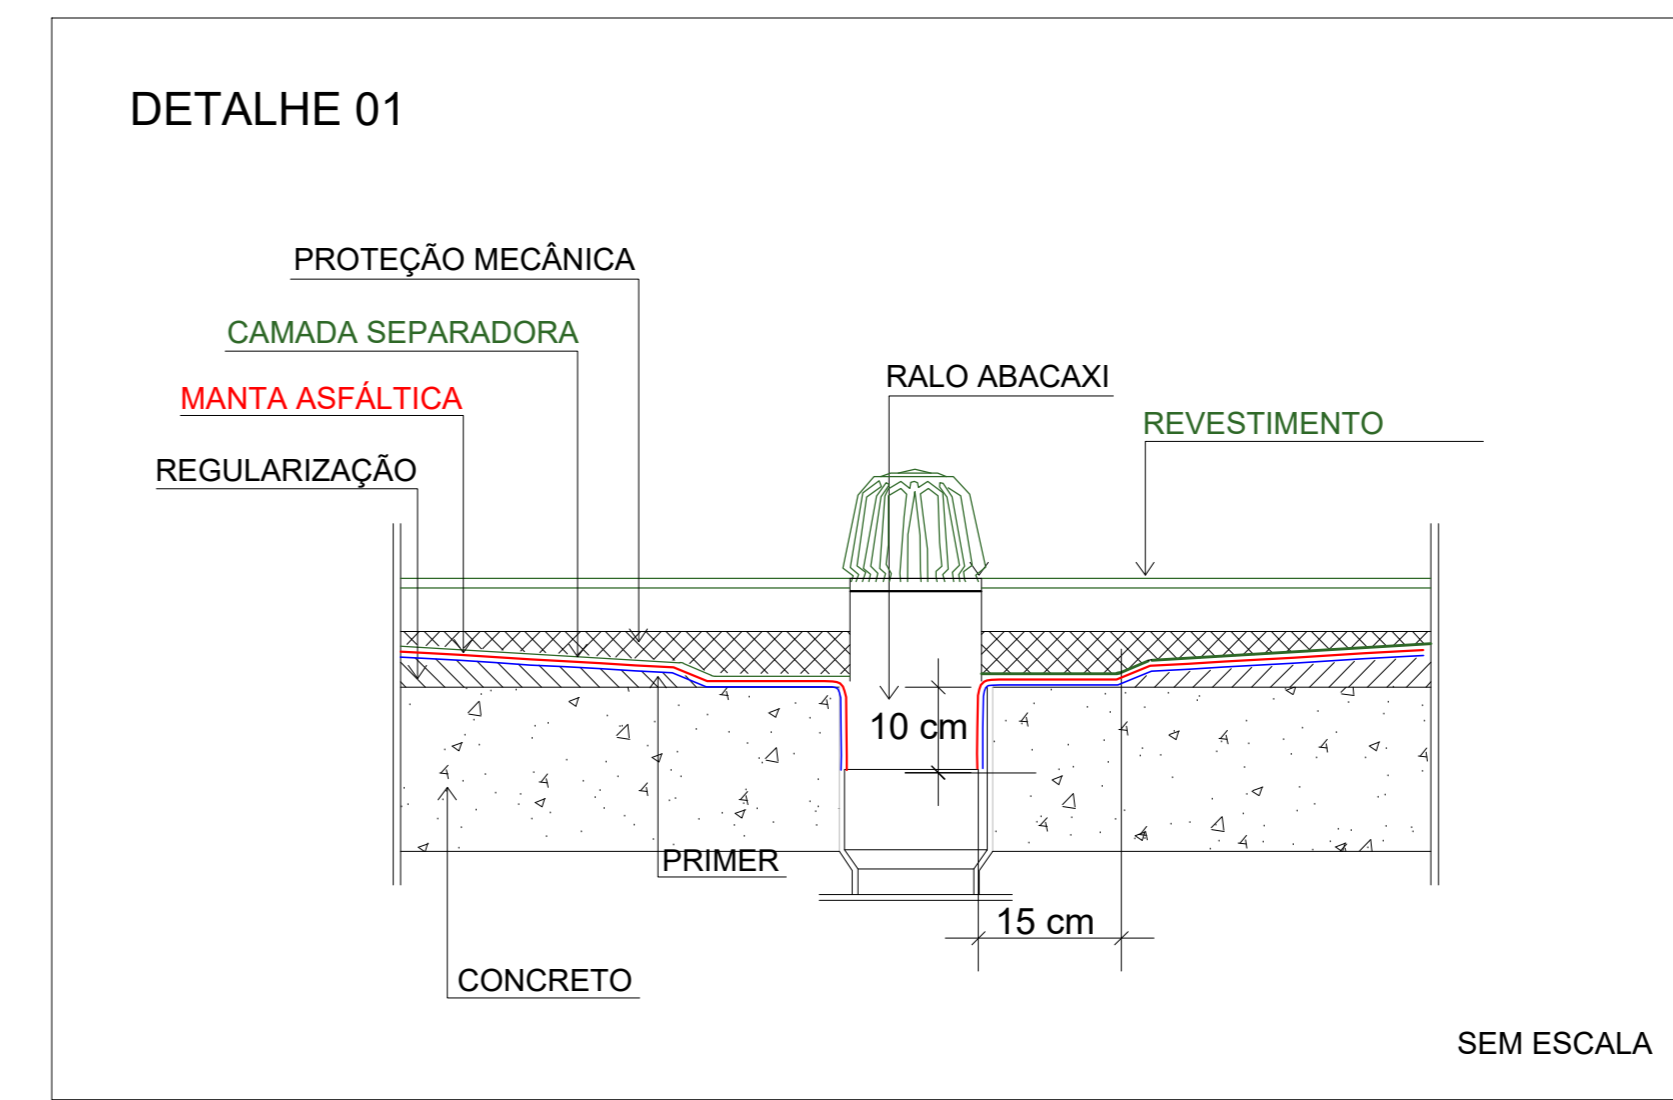 DETALHE 01
PROTEÇÃO MECÂNICA
CAMADA SEPARADORA
RALO ABACAXI
MANTA ASFÁLTICA
REVESTIMENTO
REGULARIZAÇÃO
10 cm
PRIMER
15 cm
CONCRETO
SEM ESCALA